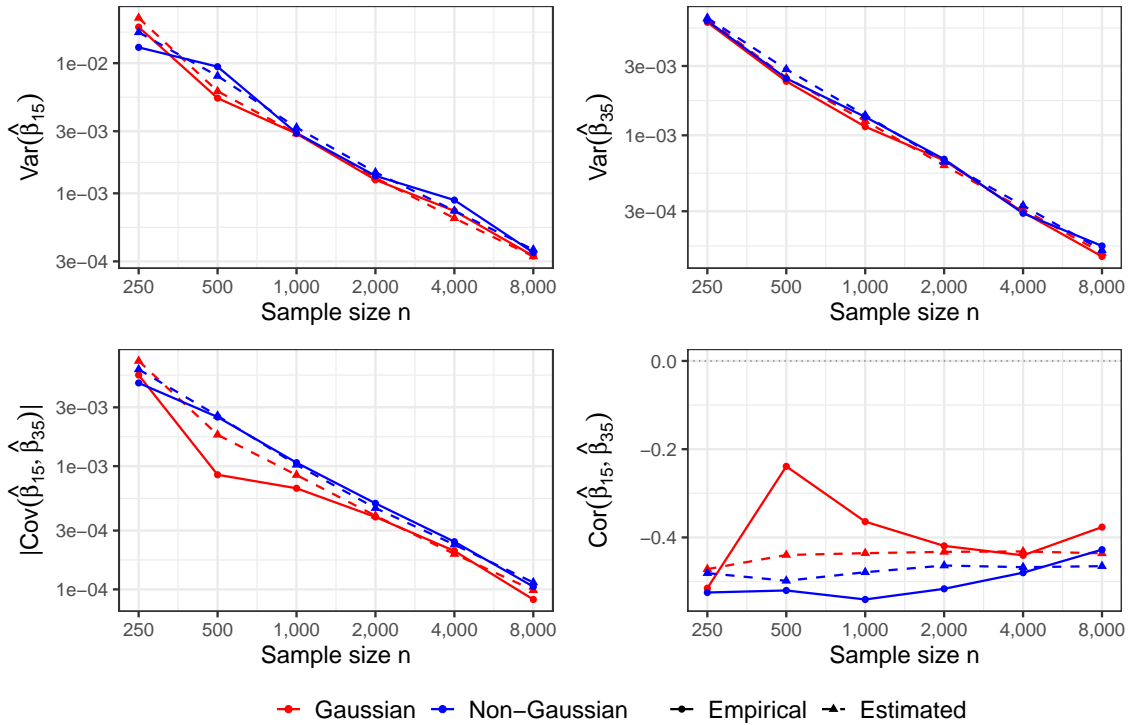 Var(β̂₁₅)
1e−02
3e−03
1e−03
3e−04
250 500 1,000 2,000 4,000 8,000
Sample size n
Var(β̂₃₅)
3e−03
1e−03
3e−04
250 500 1,000 2,000 4,000 8,000
Sample size n
|Cov(β̂₁₅, β̂₃₅)|
3e−03
1e−03
3e−04
1e−04
250 500 1,000 2,000 4,000 8,000
Sample size n
Cor(β̂₁₅, β̂₃₅)
0.0
−0.2
−0.4
250 500 1,000 2,000 4,000 8,000
Sample size n
Gaussian Non−Gaussian Empirical Estimated